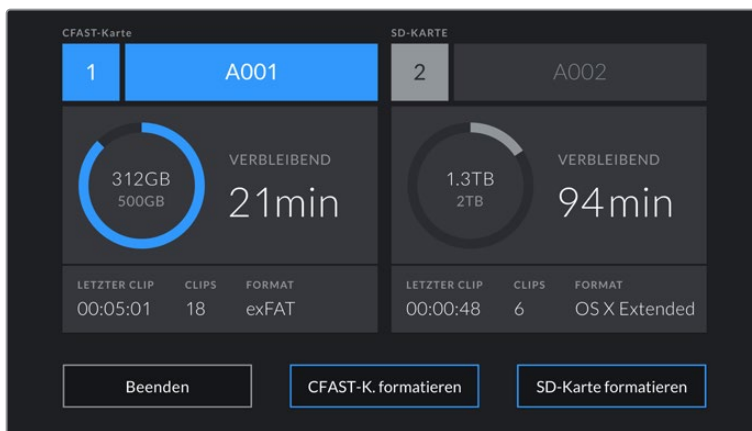 CFAST-Karte
1
A001
312GB
500GB
VERBLEIBEND
21min
LETZTER CLIP CLIPS FORMAT
00:05:01 18 exFAT
SD-KARTE
2
A002
1.3TB
2TB
VERBLEIBEND
94min
LETZTER CLIP CLIPS FORMAT
00:00:48 6 OS X Extended
Beenden
CFAST-K. formatieren
SD-Karte formatieren